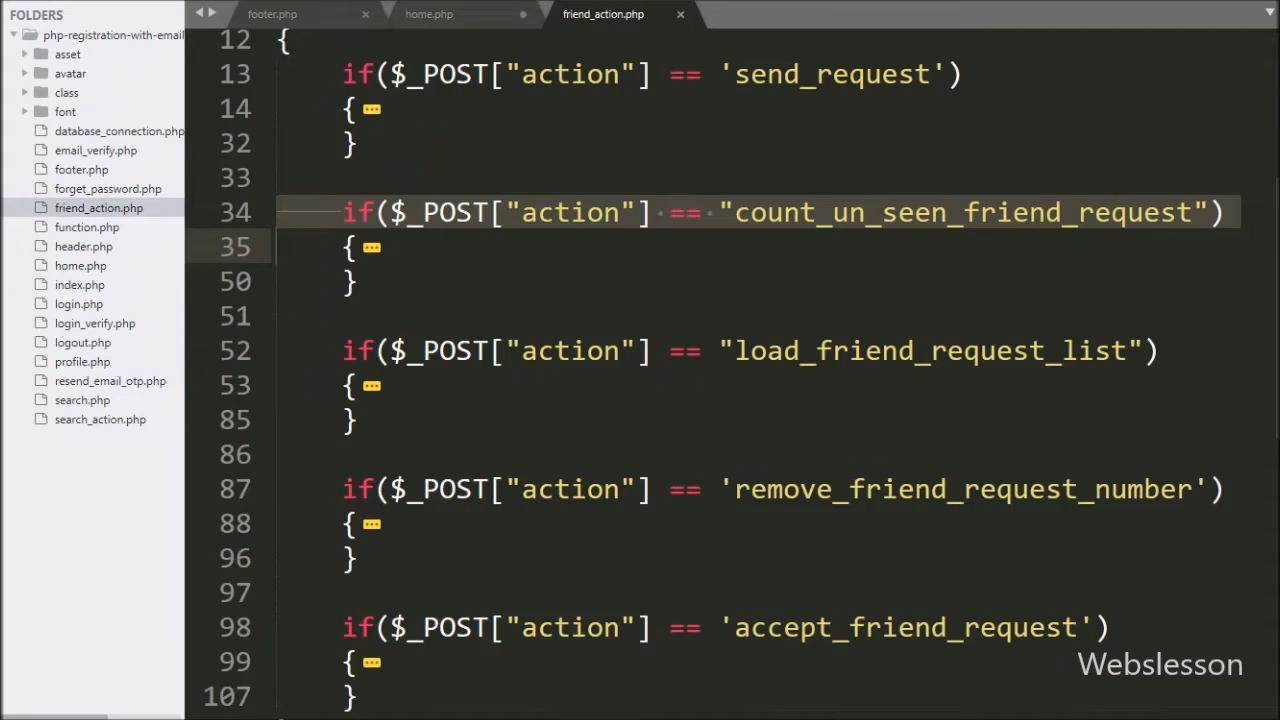 FOLDERS
php-registration-with-email
asset
avatar
class
font
database_connection.php
email_verify.php
footer.php
forget_password.php
friend_action.php
function.php
header.php
home.php
index.php
login.php
login_verify.php
logout.php
profile.php
resend_email_otp.php
search.php
search_action.php
footer.php × home.php friend_action.php ×
12 {
13 if($_POST["action"] == 'send_request')
14 {
32 }
33
34 if($_POST["action"] == "count_un_seen_friend_request")
35 {
50 }
51
52 if($_POST["action"] == "load_friend_request_list")
53 {
85 }
86
87 if($_POST["action"] == 'remove_friend_request_number')
88 {
96 }
97
98 if($_POST["action"] == 'accept_friend_request')
99 {
107 }
Webslesson